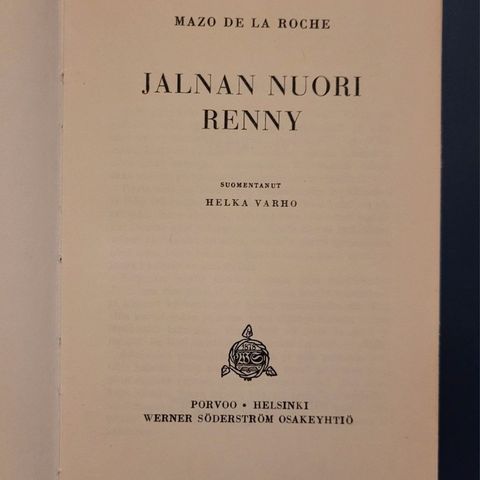 MAZO DE LA ROCHE
JALNAN NUORI
RENNY
SUOMENTANUT
HELKA VARHO
PORVOO • HELSINKI
WERNER SÖDERSTRÖM OSAKEYHTIÖ